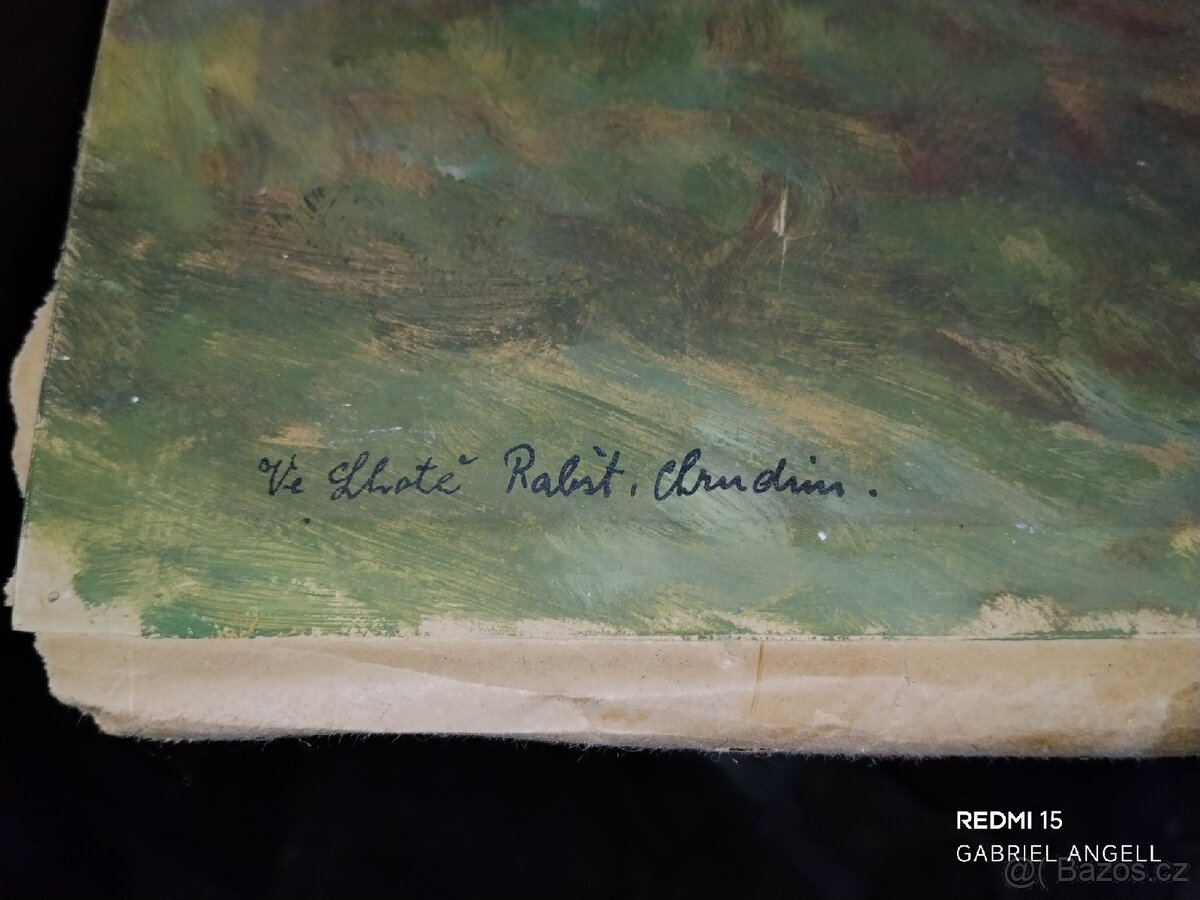 Ve Lhotě Rabšt. Chrudim.
REDMI 15
GABRIEL ANGELL
@( Bazos.cz